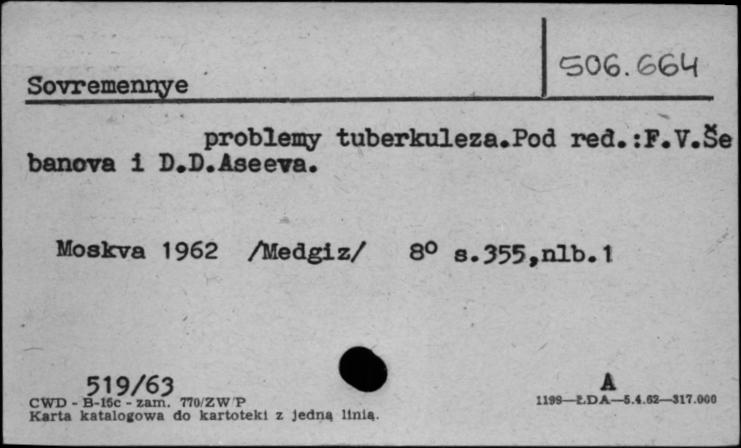 506.664
Sovremennye
problemy tuberkuleza.Pod red.:F.V.Še
banova i D.D.Aseeva.
Moskva 1962 /Medgiz/ 8° s.355,nlb.1
519/63
A
CWD - B-15c - zam. 770/ZW/P
1199—ŁDA—5.4.62—317.000
Karta katalogowa do kartoteki z jedną linią.